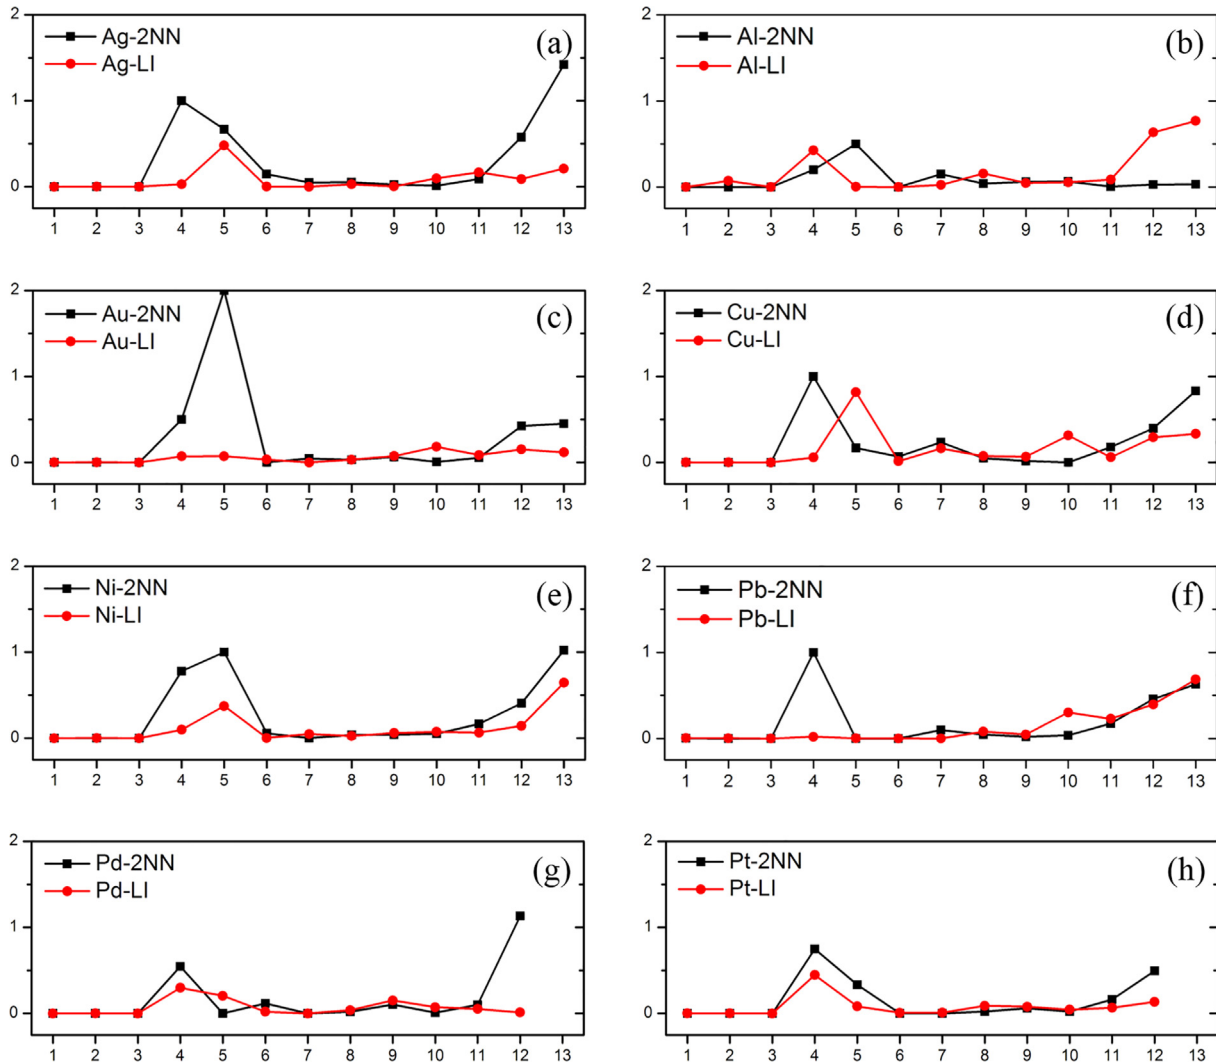 2
Ag-2NN
Ag-LI
(a)
1
0
1 2 3 4 5 6 7 8 9 10 11 12 13
2
Al-2NN
Al-LI
(b)
1
0
1 2 3 4 5 6 7 8 9 10 11 12 13
2
Au-2NN
Au-LI
(c)
1
0
1 2 3 4 5 6 7 8 9 10 11 12 13
2
Cu-2NN
Cu-LI
(d)
1
0
1 2 3 4 5 6 7 8 9 10 11 12 13
2
Ni-2NN
Ni-LI
(e)
1
0
1 2 3 4 5 6 7 8 9 10 11 12 13
2
Pb-2NN
Pb-LI
(f)
1
0
1 2 3 4 5 6 7 8 9 10 11 12 13
2
Pd-2NN
Pd-LI
(g)
1
0
1 2 3 4 5 6 7 8 9 10 11 12 13
2
Pt-2NN
Pt-LI
(h)
1
0
1 2 3 4 5 6 7 8 9 10 11 12 13